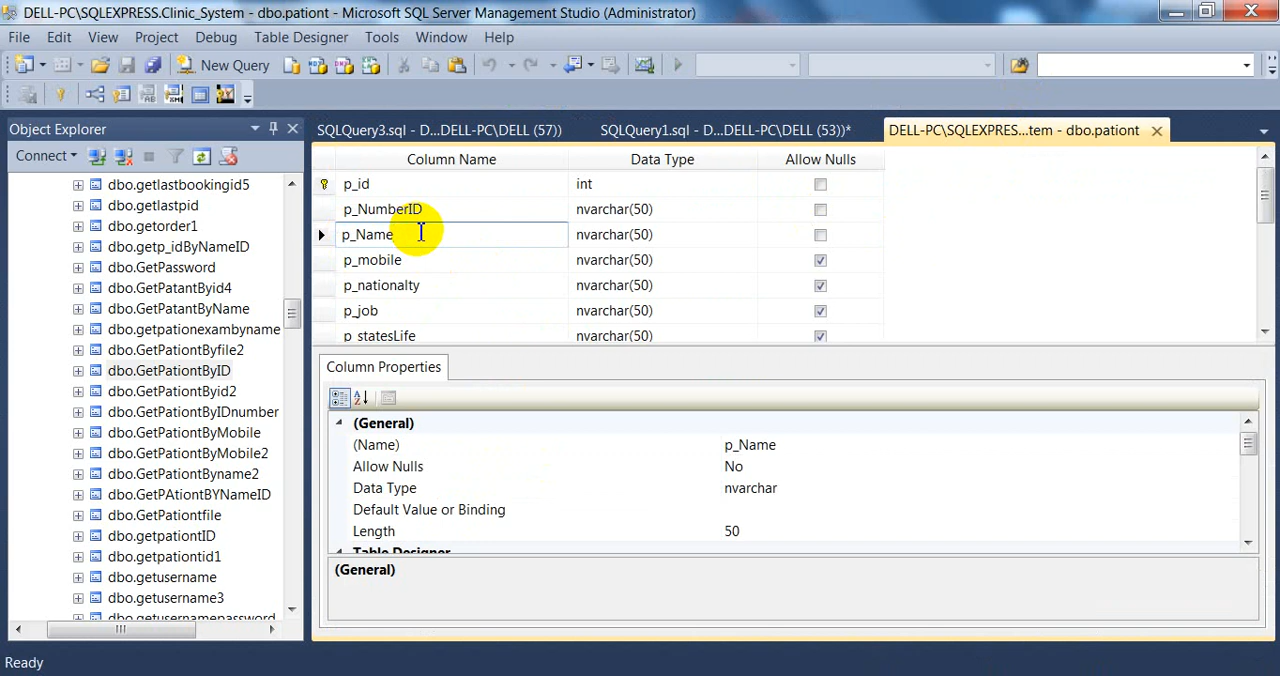 DELL-PC\SQLEXPRESS.Clinic_System - dbo.pationt - Microsoft SQL Server Management Studio (Administrator)
File Edit View Project Debug Table Designer Tools Window Help
New Query
Object Explorer
Connect
dbo.getlastbookingid5
dbo.getlastpid
dbo.getorder1
dbo.getp_idByNameID
dbo.GetPassword
dbo.GetPatantByid4
dbo.GetPatantByName
dbo.getpationexambyname
dbo.GetPationtByfile2
dbo.GetPationtByID
dbo.GetPationtByid2
dbo.GetPationtByIDnumber
dbo.GetPationtByMobile
dbo.GetPationtByMobile2
dbo.GetPationtByname2
dbo.GetPAtiontBYNameID
dbo.GetPationtfile
dbo.getpationtID
dbo.getpationtid1
dbo.getusername
dbo.getusername3
dbo.getusernamepassword
SQLQuery3.sql - D...DELL-PC\DELL (57)) SQLQuery1.sql - D...DELL-PC\DELL (53))* DELL-PC\SQLEXPRES...tem - dbo.pationt
Column Name Data Type Allow Nulls
p_id int
p_NumberID nvarchar(50)
p_Name nvarchar(50)
p_mobile nvarchar(50)
p_nationalty nvarchar(50)
p_job nvarchar(50)
p_statesLife nvarchar(50)
Column Properties
(General)
(Name) p_Name
Allow Nulls No
Data Type nvarchar
Default Value or Binding
Length 50
Table Designer
(General)
Ready